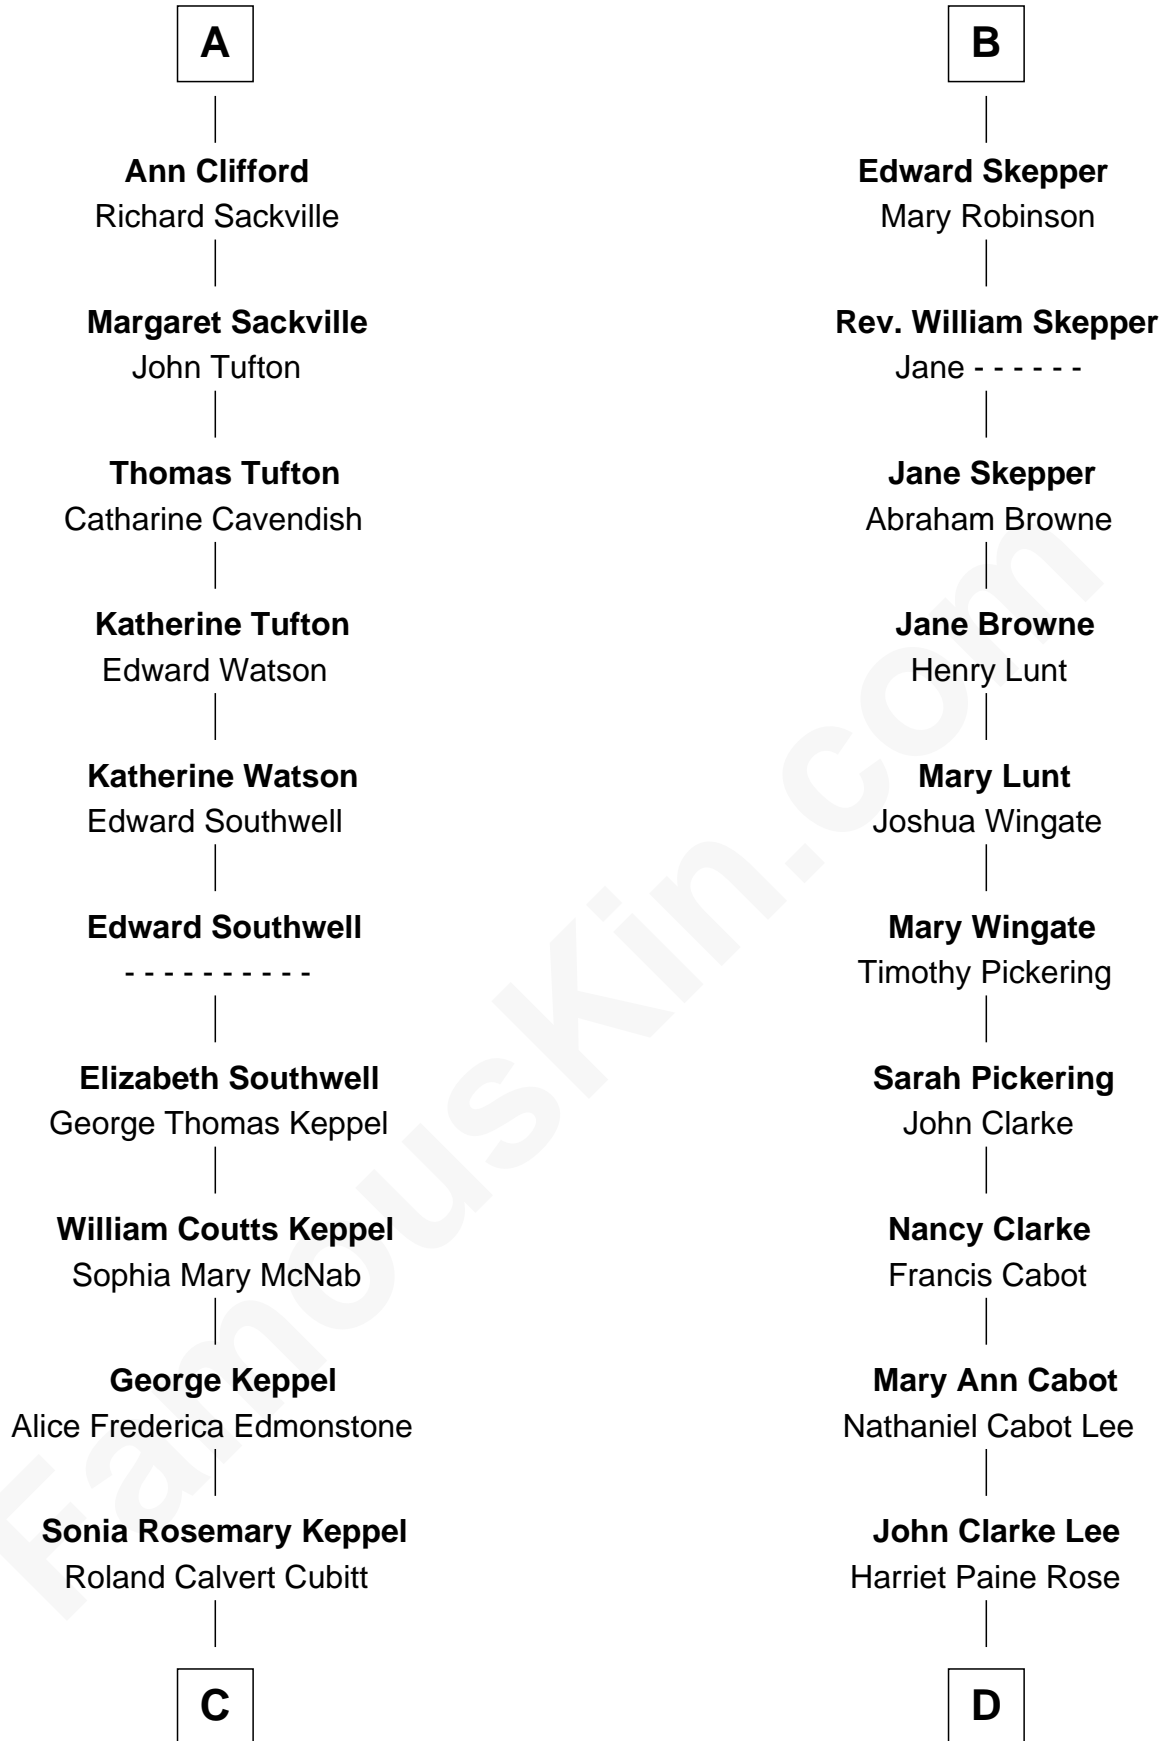 A
Ann Clifford
Richard Sackville
Margaret Sackville
John Tufton
Thomas Tufton
Catharine Cavendish
Katherine Tufton
Edward Watson
Katherine Watson
Edward Southwell
Edward Southwell
- - - - - - - - - -
Elizabeth Southwell
George Thomas Keppel
William Coutts Keppel
Sophia Mary McNab
George Keppel
Alice Frederica Edmonstone
Sonia Rosemary Keppel
Roland Calvert Cubitt
C
B
Edward Skepper
Mary Robinson
Rev. William Skepper
Jane - - - - - -
Jane Skepper
Abraham Browne
Jane Browne
Henry Lunt
Mary Lunt
Joshua Wingate
Mary Wingate
Timothy Pickering
Sarah Pickering
John Clarke
Nancy Clarke
Francis Cabot
Mary Ann Cabot
Nathaniel Cabot Lee
John Clarke Lee
Harriet Paine Rose
D
FamousKin.com